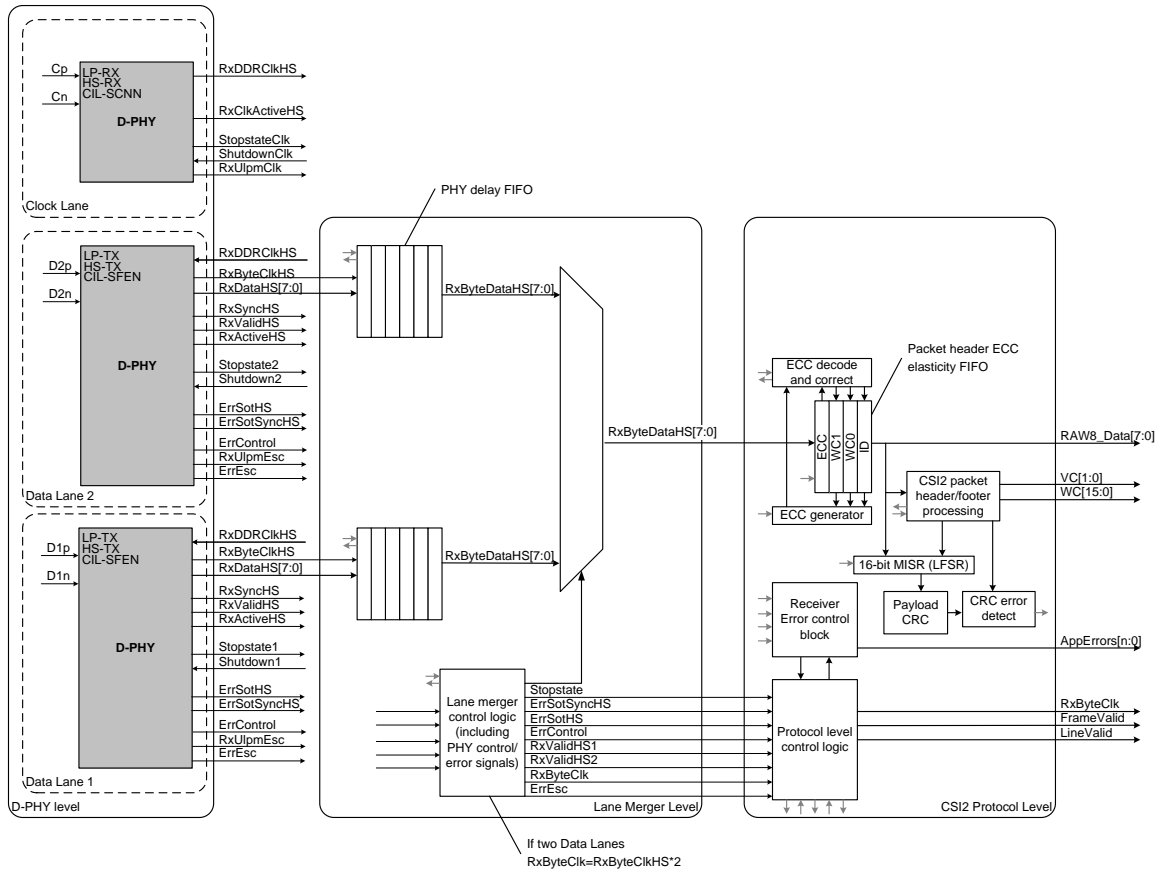 Cp
Cn
LP-RX
HS-RX
CIL-SCNN
D-PHY
RxDDRClkHS
RxClkActiveHS
StopstateClk
ShutdownClk
RxUlpmClk
Clock Lane
D2p
D2n
LP-TX
HS-TX
CIL-SFEN
D-PHY
RxDDRClkHS
RxByteClkHS
RxDataHS[7:0]
RxSyncHS
RxValidHS
RxActiveHS
Stopstate2
Shutdown2
ErrSotHS
ErrSotSyncHS
ErrControl
RxUlpmEsc
ErrEsc
Data Lane 2
D1p
D1n
LP-TX
HS-TX
CIL-SFEN
D-PHY
RxDDRClkHS
RxByteClkHS
RxDataHS[7:0]
RxSyncHS
RxValidHS
RxActiveHS
Stopstate1
Shutdown1
ErrSotHS
ErrSotSyncHS
ErrControl
RxUlpmEsc
ErrEsc
Data Lane 1
D-PHY level
PHY delay FIFO
RxByteDataHS[7:0]
RxByteDataHS[7:0]
RxByteDataHS[7:0]
Lane merger
control logic
(including
PHY control/
error signals)
Stopstate
ErrSotSyncHS
ErrSotHS
ErrControl
RxValidHS1
RxValidHS2
RxByteClk
ErrEsc
Lane Merger Level
If two Data Lanes
RxByteClk=RxByteClkHS*2
Packet header ECC
elasticity FIFO
ECC decode
and correct
ECC
WC1
WC0
ID
ECC generator
CSI2 packet
header/footer
processing
16-bit MISR (LFSR)
Payload
CRC
CRC error
detect
Receiver
Error control
block
Protocol level
control logic
RAW8_Data[7:0]
VC[1:0]
WC[15:0]
AppErrors[n:0]
RxByteClk
FrameValid
LineValid
CSI2 Protocol Level